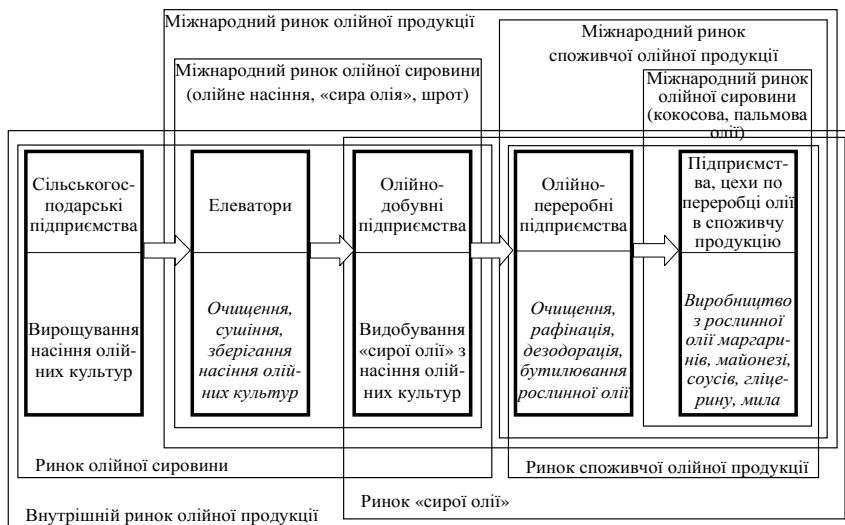 Міжнародний ринок олійної продукції
Міжнародний ринок
споживчої олійної продукції
Міжнародний ринок олійної сировини
(олійне насіння, «сира олія», шрот)
Міжнародний ринок
олійної сировини
(кокосова, пальмова
олії)
Сільськогос-
подарські
підприємства
Вирощування
насіння олій-
них культур
Елеватори
Очищення,
сушіння,
зберігання
насіння олій-
них культур
Олійно-
добувні
підприємства
Видобування
«сирої олії» з
насіння олій-
них культур
Олійно-
переробні
підприємства
Очищення,
рафінація,
дезодорація,
бутилювання
рослинної олії
Підприємст-
ва, цехи по
переробці олії
в споживчу
продукцію
Виробництво
з рослинної
олії маргари-
нів, майонезі,
соусів, гліце-
рину, мила
Ринок олійної сировини
Ринок споживчої олійної продукції
Ринок «сирої олії»
Внутрішній ринок олійної продукції